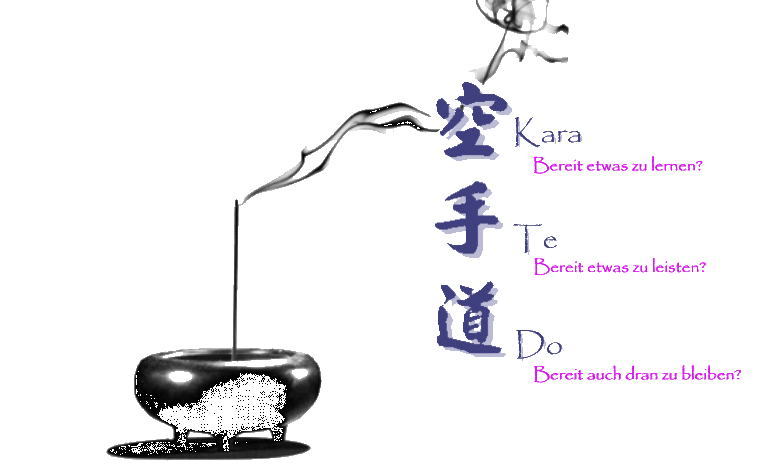 空 Kara
Bereit etwas zu lernen?
手 Te
Bereit etwas zu leisten?
道 Do
Bereit auch dran zu bleiben?